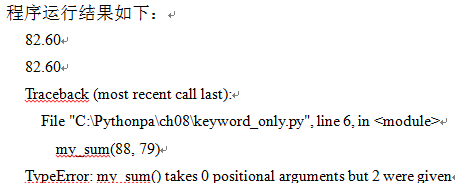 程序运行结果如下：
82.60
82.60
Traceback (most recent call last):
File "C:\Pythonpa\ch08\keyword_only.py", line 6, in <module>
my_sum(88, 79)
TypeError: my_sum() takes 0 positional arguments but 2 were given